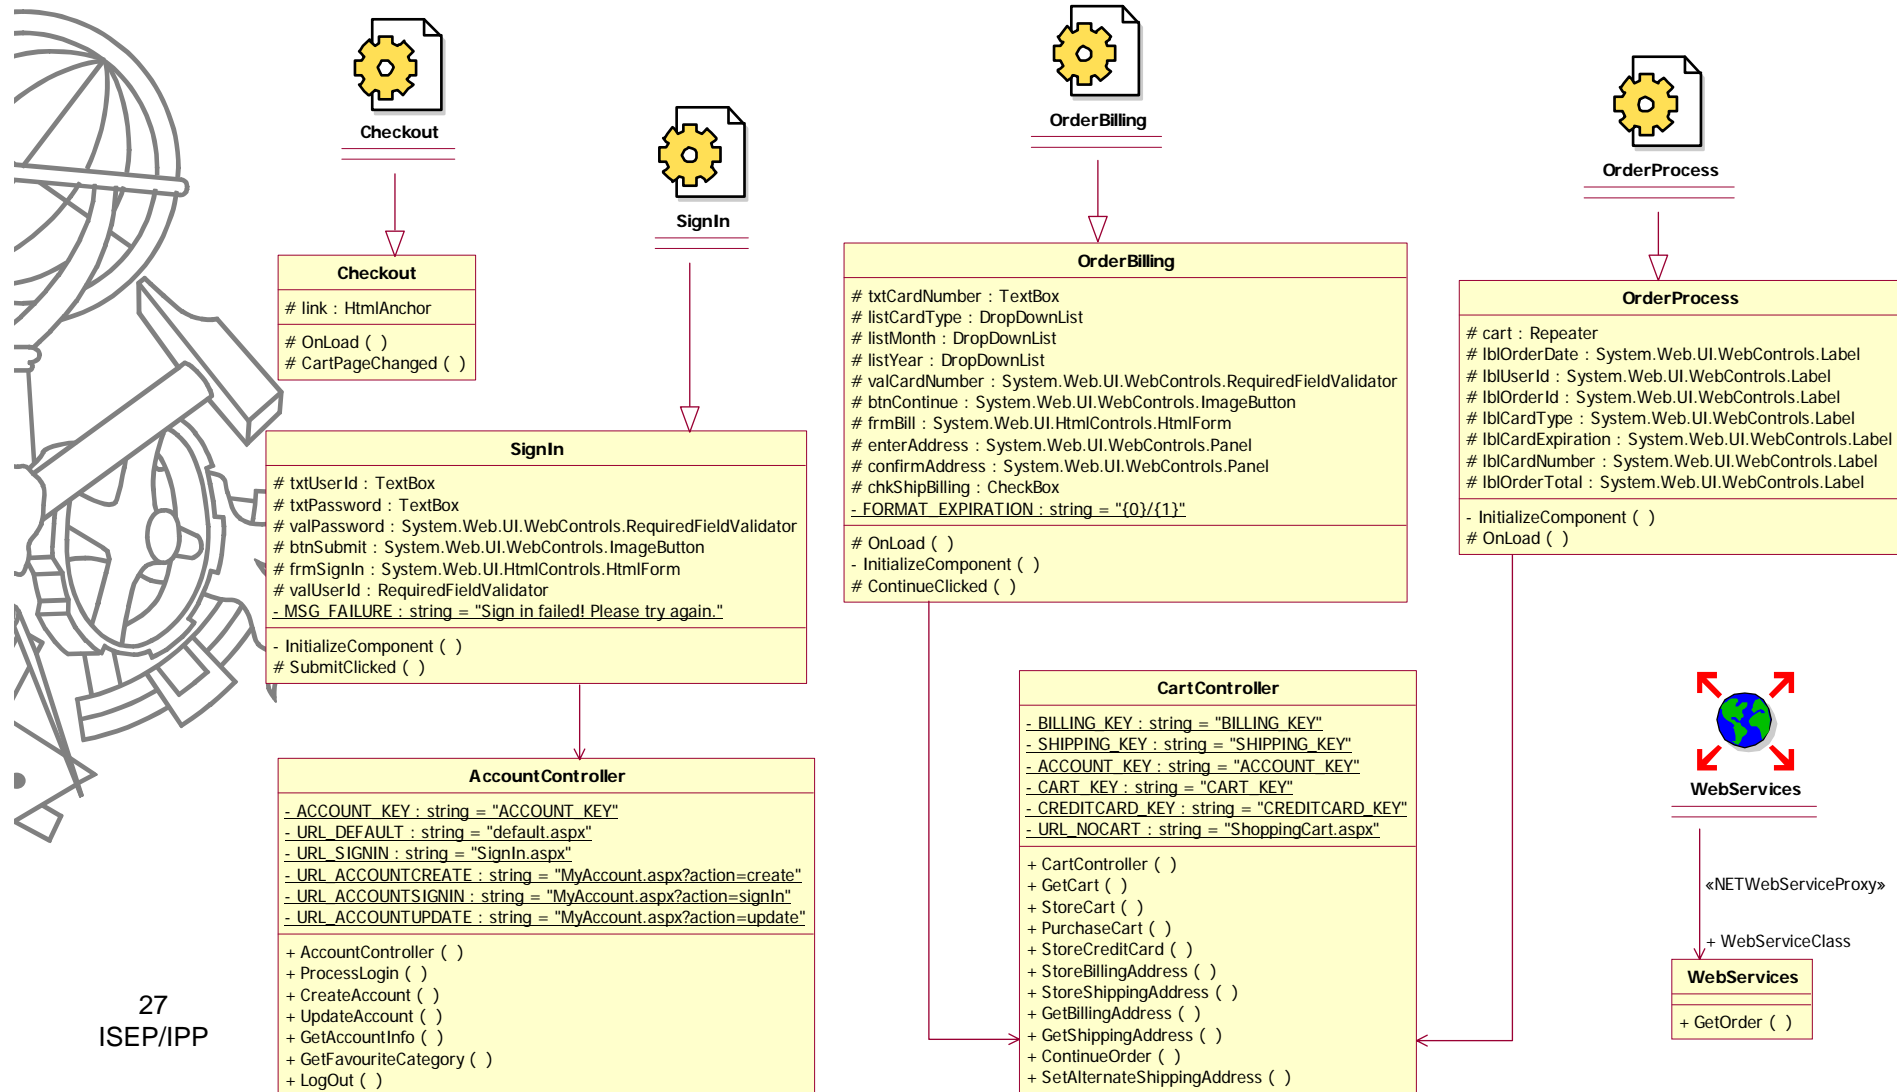 Checkout
SignIn
OrderBilling
OrderProcess
Checkout
# link : HtmlAnchor
# OnLoad ( )
# CartPageChanged ( )
SignIn
# txtUserId : TextBox
# txtPassword : TextBox
# valPassword : System.Web.UI.WebControls.RequiredFieldValidator
# btnSubmit : System.Web.UI.WebControls.ImageButton
# frmSignIn : System.Web.UI.HtmlControls.HtmlForm
# valUserId : RequiredFieldValidator
- MSG_FAILURE : string = "Sign in failed! Please try again."
- InitializeComponent ( )
# SubmitClicked ( )
AccountController
- ACCOUNT_KEY : string = "ACCOUNT_KEY"
- URL_DEFAULT : string = "default.aspx"
- URL_SIGNIN : string = "SignIn.aspx"
- URL_ACCOUNTCREATE : string = "MyAccount.aspx?action=create"
- URL_ACCOUNTSIGNIN : string = "MyAccount.aspx?action=signIn"
- URL_ACCOUNTUPDATE : string = "MyAccount.aspx?action=update"
+ AccountController ( )
+ ProcessLogin ( )
+ CreateAccount ( )
+ UpdateAccount ( )
+ GetAccountInfo ( )
+ GetFavouriteCategory ( )
+ LogOut ( )
OrderBilling
# txtCardNumber : TextBox
# listCardType : DropDownList
# listMonth : DropDownList
# listYear : DropDownList
# valCardNumber : System.Web.UI.WebControls.RequiredFieldValidator
# btnContinue : System.Web.UI.WebControls.ImageButton
# frmBill : System.Web.UI.HtmlControls.HtmlForm
# enterAddress : System.Web.UI.WebControls.Panel
# confirmAddress : System.Web.UI.WebControls.Panel
# chkShipBilling : CheckBox
- FORMAT_EXPIRATION : string = "{0}/{1}"
# OnLoad ( )
- InitializeComponent ( )
# ContinueClicked ( )
CartController
- BILLING_KEY : string = "BILLING_KEY"
- SHIPPING_KEY : string = "SHIPPING_KEY"
- ACCOUNT_KEY : string = "ACCOUNT_KEY"
- CART_KEY : string = "CART_KEY"
- CREDITCARD_KEY : string = "CREDITCARD_KEY"
- URL_NOCART : string = "ShoppingCart.aspx"
+ CartController ( )
+ GetCart ( )
+ StoreCart ( )
+ PurchaseCart ( )
+ StoreCreditCard ( )
+ StoreBillingAddress ( )
+ StoreShippingAddress ( )
+ GetBillingAddress ( )
+ GetShippingAddress ( )
+ ContinueOrder ( )
+ SetAlternateShippingAddress ( )
OrderProcess
# cart : Repeater
# lblOrderDate : System.Web.UI.WebControls.Label
# lblUserId : System.Web.UI.WebControls.Label
# lblOrderId : System.Web.UI.WebControls.Label
# lblCardType : System.Web.UI.WebControls.Label
# lblCardExpiration : System.Web.UI.WebControls.Label
# lblCardNumber : System.Web.UI.WebControls.Label
# lblOrderTotal : System.Web.UI.WebControls.Label
- InitializeComponent ( )
# OnLoad ( )
WebServices
«NETWebServiceProxy»
+ WebServiceClass
WebServices
+ GetOrder ( )
27
ISEP/IPP